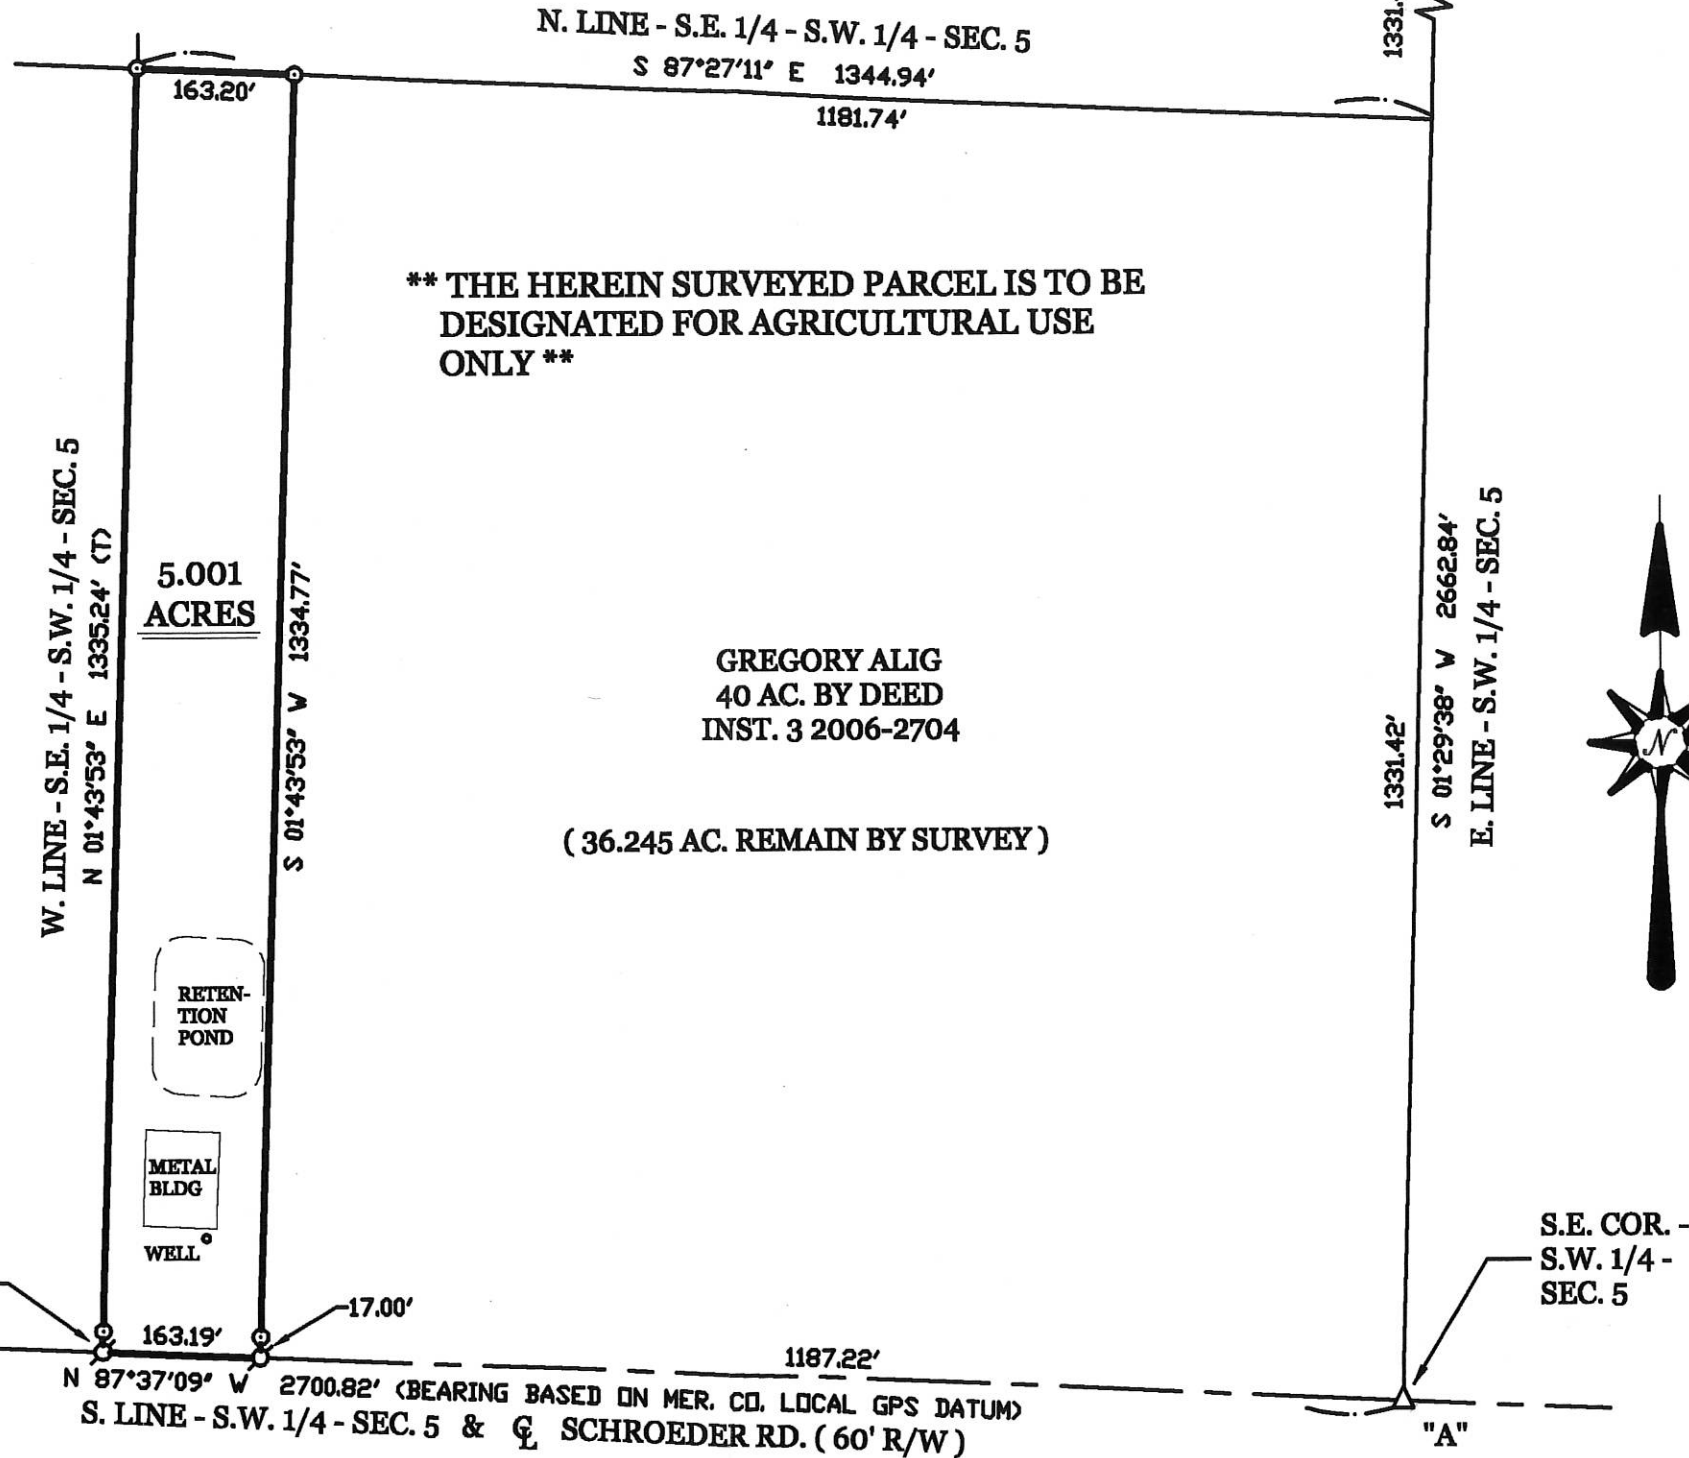 N. LINE - S.E. 1/4 - S.W. 1/4 - SEC. 5
S 87°27'11" E 1344.94'
163.20'
1181.74'
** THE HEREIN SURVEYED PARCEL IS TO BE
DESIGNATED FOR AGRICULTURAL USE
ONLY **
W. LINE - S.E. 1/4 - S.W. 1/4 - SEC. 5
N 01°43'53" E 1335.24' (T)
5.001
ACRES
S 01°43'53" W 1334.77'
GREGORY ALIG
40 AC. BY DEED
INST. 3 2006-2704
( 36.245 AC. REMAIN BY SURVEY )
1331.42'
S 01°29'38" W 2662.84'
E. LINE - S.W. 1/4 - SEC. 5
N
RETEN-
TION
POND
METAL
BLDG
WELL
S.E. COR. -
S.W. 1/4 -
SEC. 5
17.00'
163.19'
1187.22'
N 87°37'09" W 2700.82' (BEARING BASED ON MER. CO. LOCAL GPS DATUM)
S. LINE - S.W. 1/4 - SEC. 5 & ℄ SCHROEDER RD. ( 60' R/W )
"A"